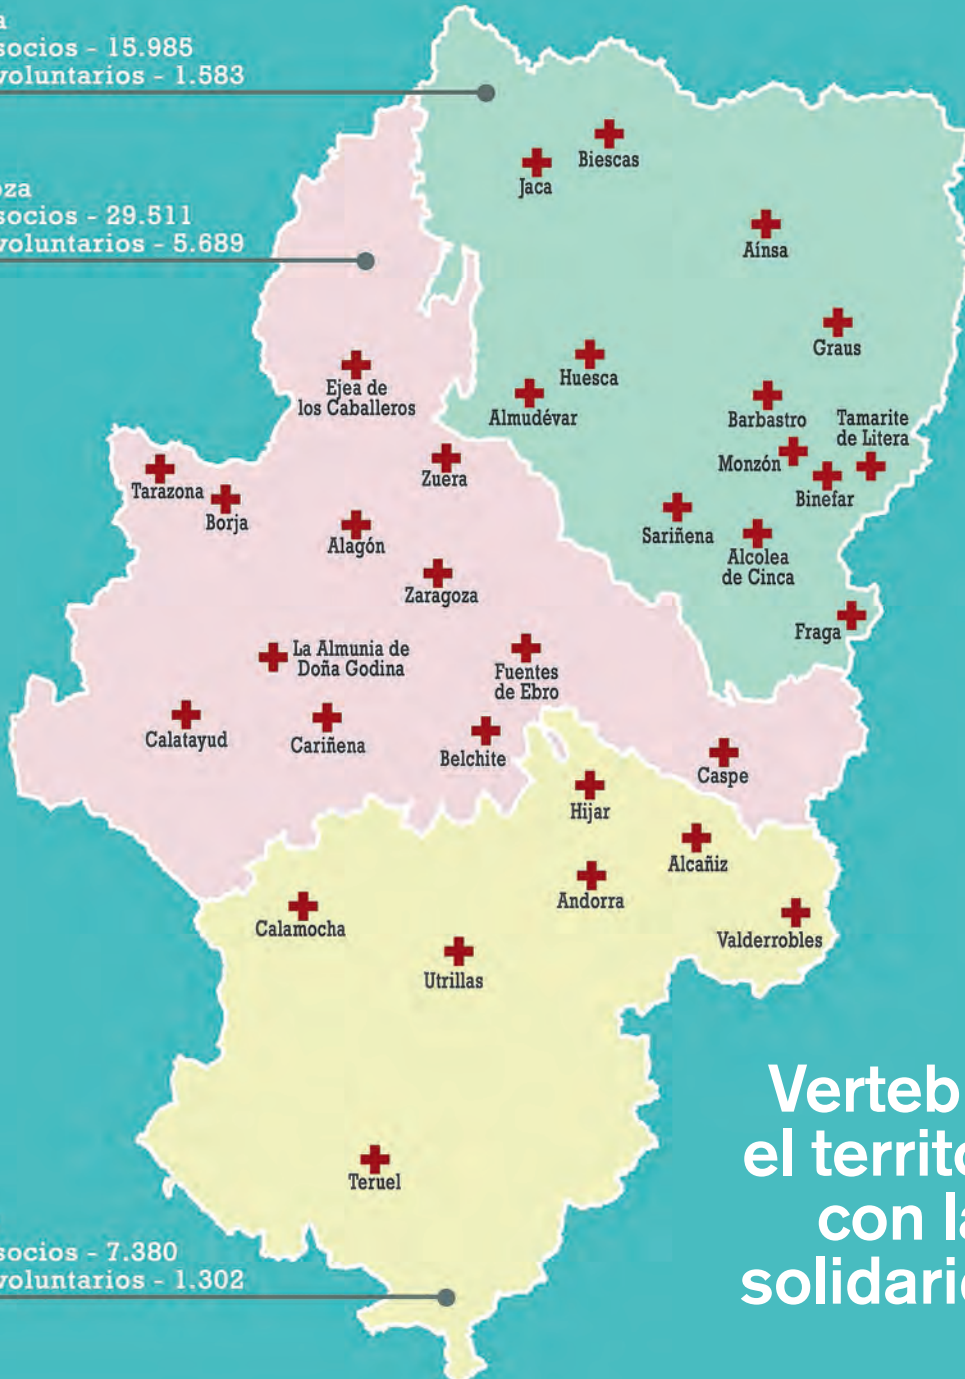 a
socios - 15.985
voluntarios - 1.583
oza
socios - 29.511
voluntarios - 5.689
Biescas
Jaca
Aínsa
Graus
Huesca
Almudévar
Barbastro
Tamarite
de Litera
Monzón
Binefar
Sariñena
Alcolea
de Cinca
Fraga
Ejea de
los Caballeros
Zuera
Tarazona
Borja
Alagón
Zaragoza
La Almunia de
Doña Godina
Fuentes
de Ebro
Calatayud
Cariñena
Belchite
Caspe
Hijar
Alcañiz
Andorra
Calamocha
Valderrobles
Utrillas
Teruel
socios - 7.380
voluntarios - 1.302
Verteb
el territo
con la
solidari